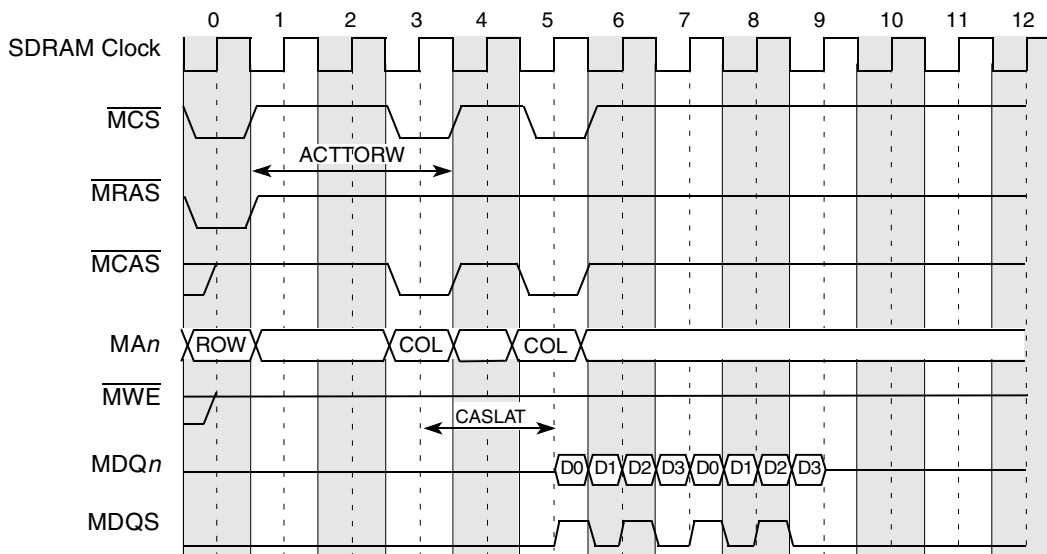 0 1 2 3 4 5 6 7 8 9 10 11 12
SDRAM Clock
MCS
ACTTORW
MRAS
MCAS
MAn ROW COL COL
MWE
CASLAT
MDQn D0 D1 D2 D3 D0 D1 D2 D3
MDQS